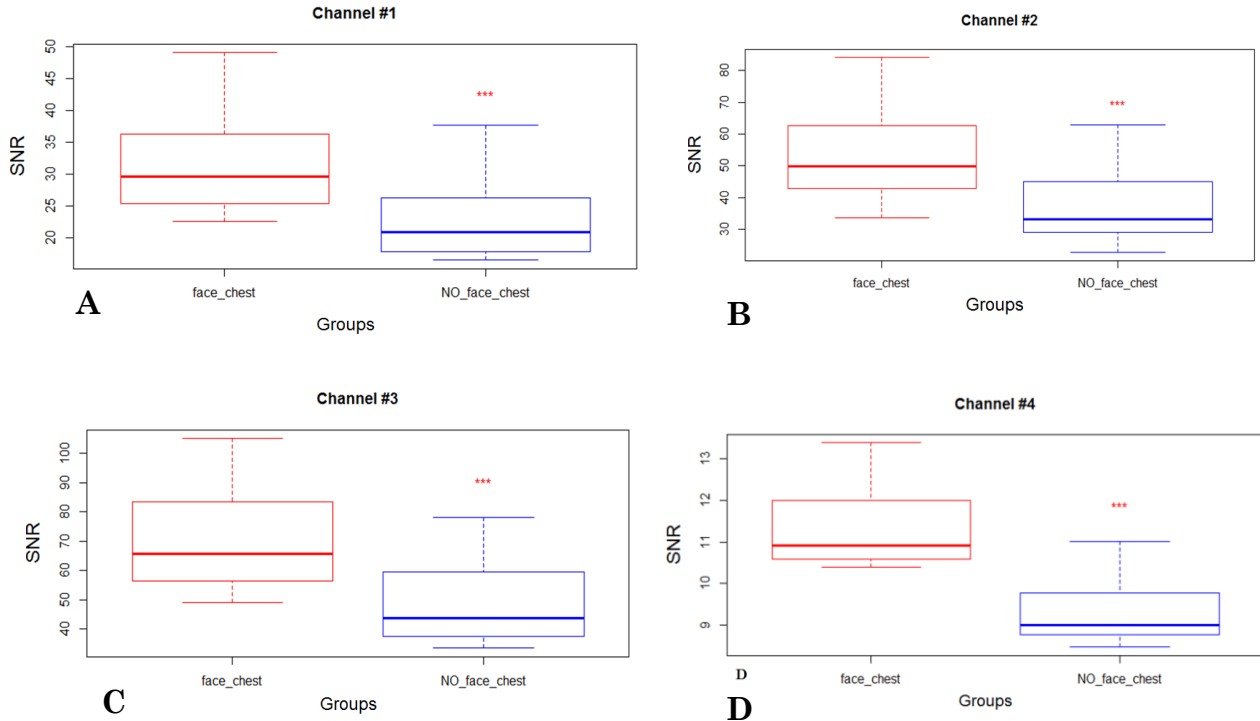 Channel #1
SNR
50
45
40
35
30
25
20
***
face_chest NO_face_chest
A
Groups
Channel #2
SNR
80
70
60
50
40
30
***
face_chest NO_face_chest
B
Groups
Channel #3
SNR
100
90
80
70
60
50
40
***
face_chest NO_face_chest
C
Groups
Channel #4
SNR
13
12
11
10
9
***
D
face_chest NO_face_chest
D
Groups